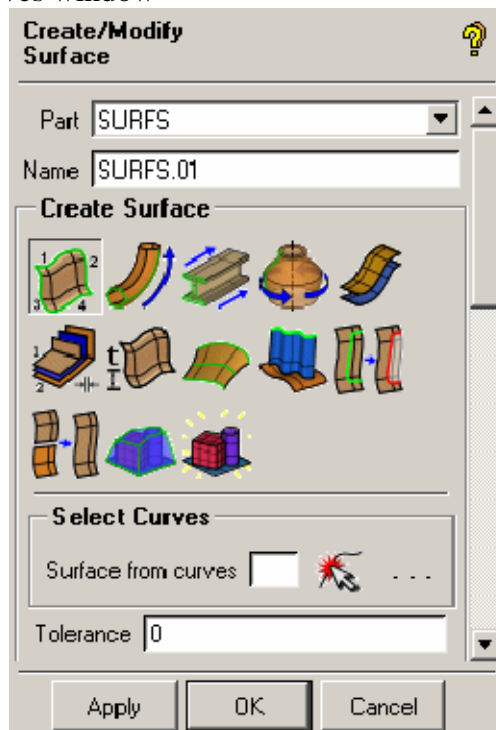 Create/Modify
Surface
Part SURFS
Name SURFS.01
Create Surface
1 2
3 4
1
2
t
Select Curves
Surface from curves ...
Tolerance 0
Apply OK Cancel